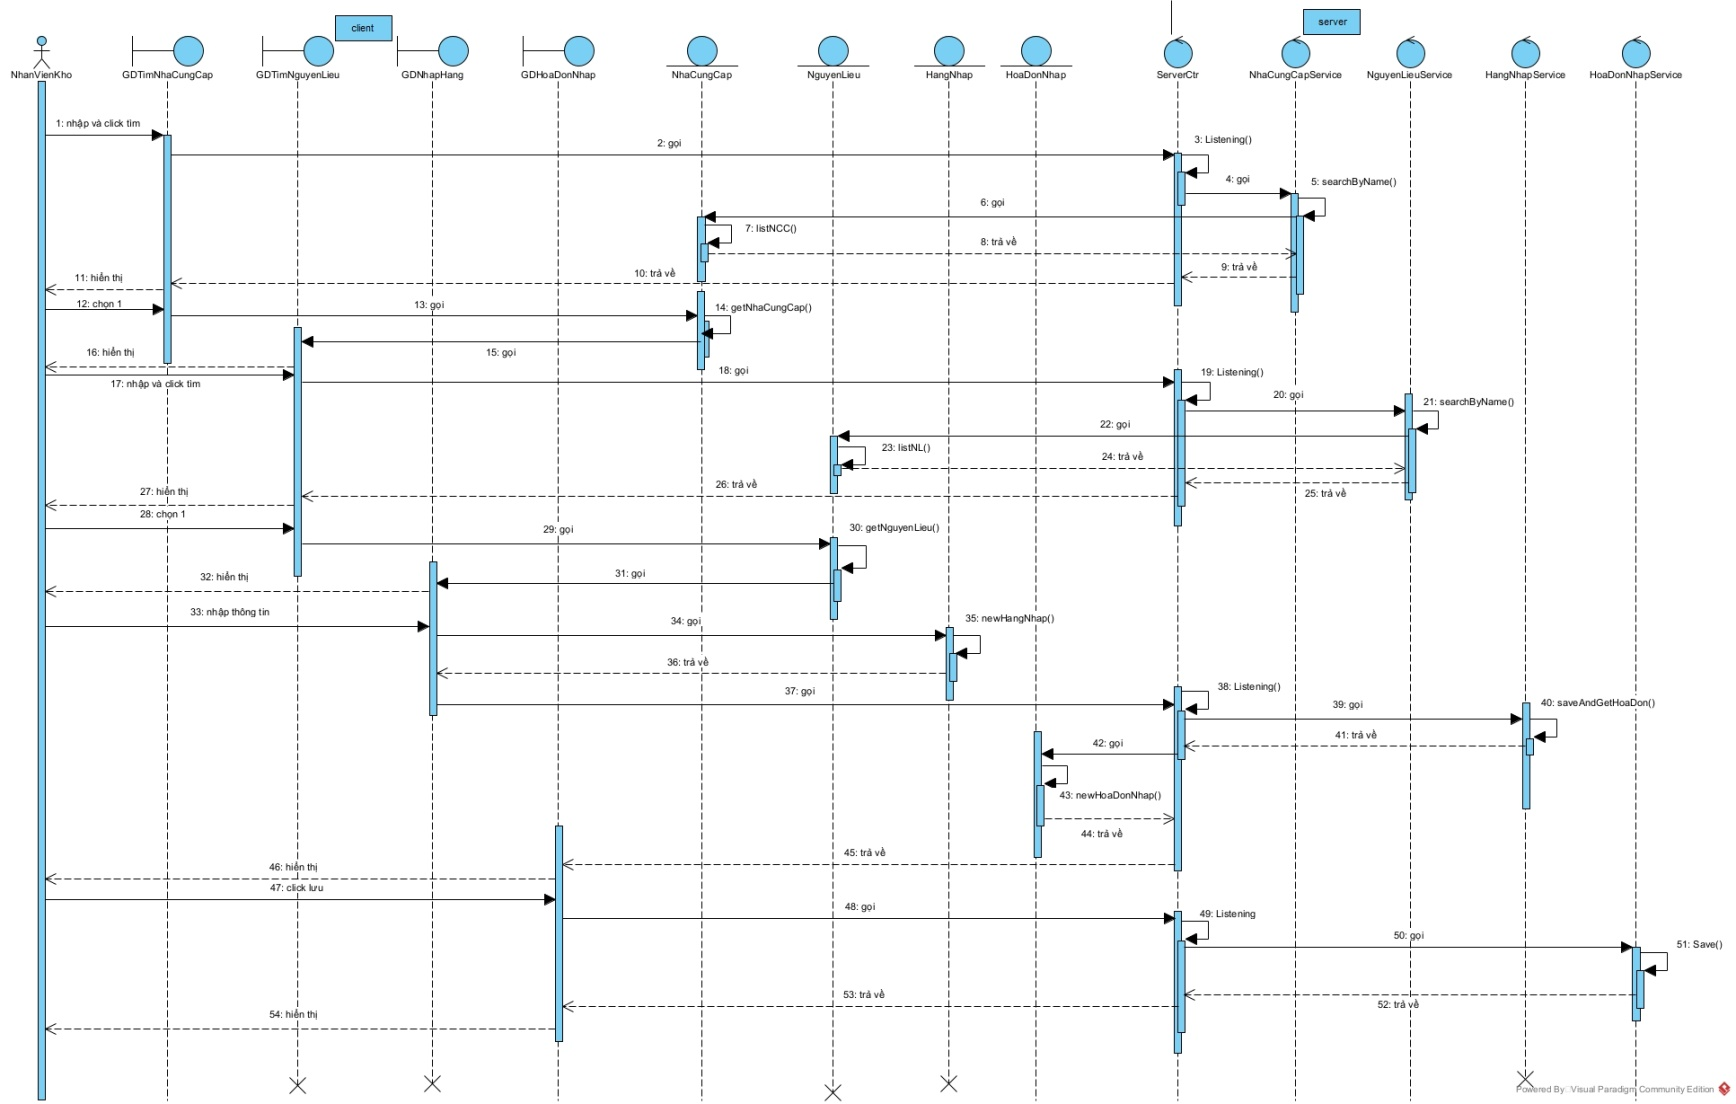 client
server
NhanVienKho
GDTimNhaCungCap
GDTimNguyenLieu
GDNhapHang
GDHoaDonNhap
NhaCungCap
NguyenLieu
HangNhap
HoaDonNhap
ServerCtr
NhaCungCapService
NguyenLieuService
HangNhapService
HoaDonNhapService
1: nhập và click tìm
2: gọi
3: Listening()
4: gọi
5: searchByName()
6: gọi
7: listNCC()
8: trả về
9: trả về
10: trả về
11: hiển thị
12: chọn 1
13: gọi
14: getNhaCungCap()
15: gọi
16: hiển thị
17: nhập và click tìm
18: gọi
19: Listening()
20: gọi
21: searchByName()
22: gọi
23: listNL()
24: trả về
25: trả về
26: trả về
27: hiển thị
28: chọn 1
29: gọi
30: getNguyenLieu()
31: gọi
32: hiển thị
33: nhập thông tin
34: gọi
35: newHangNhap()
36: trả về
37: gọi
38: Listening()
39: gọi
40: saveAndGetHoaDon()
41: trả về
42: gọi
43: newHoaDonNhap()
44: trả về
45: trả về
46: hiển thị
47: click lưu
48: gọi
49: Listening
50: gọi
51: Save()
52: trả về
53: trả về
54: hiển thị
Powered By Visual Paradigm Community Edition